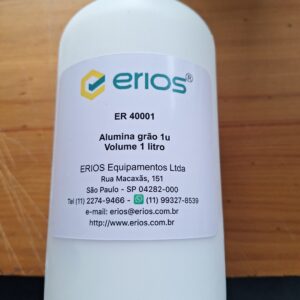 erios®
ER 40001
Alumina grão 1u
Volume 1 litro
ERIOS Equipamentos Ltda
Rua Macaxás, 151
São Paulo - SP 04282-000
Tel (11) 2274-9466 - (11) 99327-8539
e-mail: erios@erios.com.br
http://www.erios.com.br